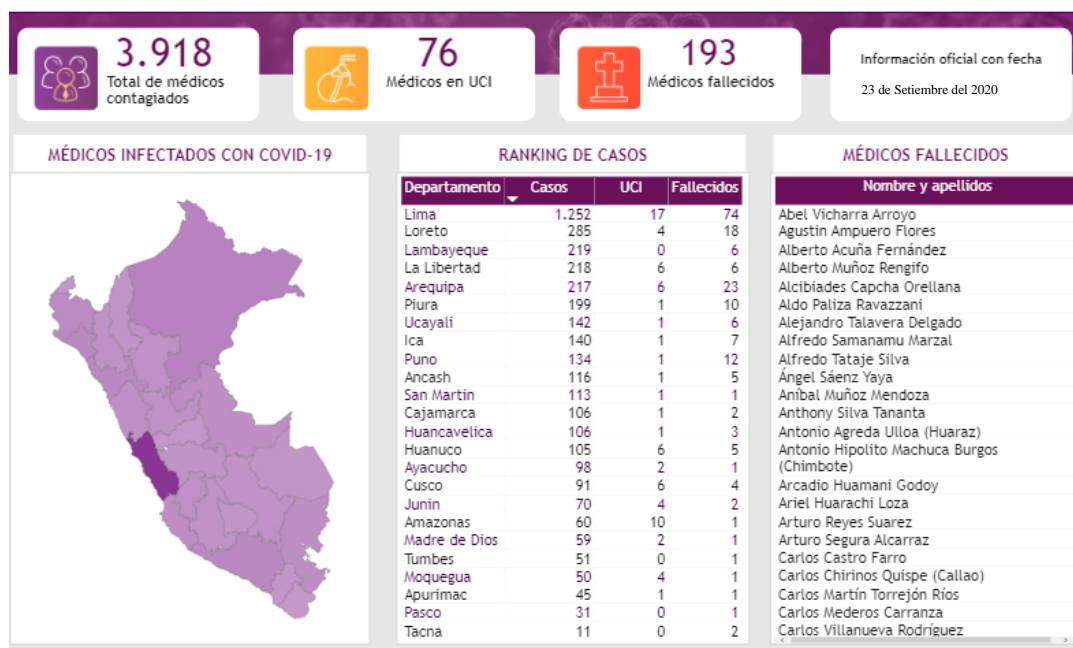 3.918
Total de médicos
contagiados
76
Médicos en UCI
193
Médicos fallecidos
Información oficial con fecha
23 de Setiembre del 2020
MÉDICOS INFECTADOS CON COVID-19
RANKING DE CASOS
Departamento Casos UCI Fallecidos
Lima 1.252 17 74
Loreto 285 4 18
Lambayeque 219 0 6
La Libertad 218 6 6
Arequipa 217 6 23
Piura 199 1 10
Ucayali 142 1 6
Ica 140 1 7
Puno 134 1 12
Ancash 116 1 5
San Martin 113 1 1
Cajamarca 106 1 2
Huancavelica 106 1 3
Huanuco 105 6 5
Ayacucho 98 2 1
Cusco 91 6 4
Junin 70 4 2
Amazonas 60 10 1
Madre de Dios 59 2 1
Tumbes 51 0 1
Moquegua 50 4 1
Apurimac 45 1 1
Pasco 31 0 1
Tacna 11 0 2
MÉDICOS FALLECIDOS
Nombre y apellidos
Abel Vicharra Arroyo
Agustin Ampuero Flores
Alberto Acuña Fernández
Alberto Muñoz Rengifo
Alcibiades Capcha Orellana
Aldo Paliza Ravazzani
Alejandro Talavera Delgado
Alfredo Samanamu Marzal
Alfredo Tataje Silva
Ángel Sáenz Yaya
Aníbal Muñoz Mendoza
Anthony Silva Tananta
Antonio Agreda Ulloa (Huaraz)
Antonio Hipolito Machuca Burgos
(Chimbote)
Arcadio Huamani Godoy
Ariel Huarachi Loza
Arturo Reyes Suarez
Arturo Segura Alcarraz
Carlos Castro Farro
Carlos Chirinos Quispe (Callao)
Carlos Martín Torrejón Ríos
Carlos Mederos Carranza
Carlos Villanueva Rodríguez